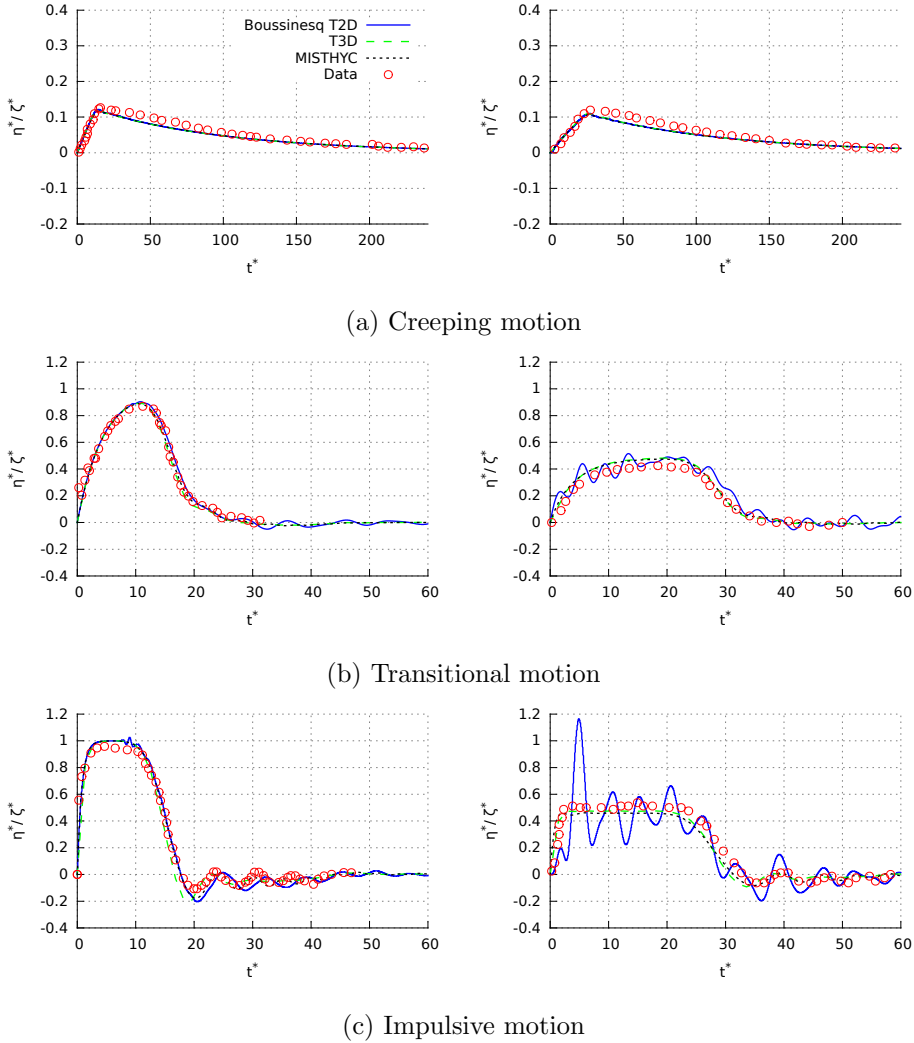 0.4
0.3
0.2
0.1
0
-0.1
-0.2
η*/ ζ*
0 50 100 150 200
t*
Boussinesq T2D
T3D
MISTHYC
Data
0.4
0.3
0.2
0.1
0
-0.1
-0.2
η*/ ζ*
0 50 100 150 200
t*
(a) Creeping motion
1.2
1
0.8
0.6
0.4
0.2
0
-0.2
-0.4
η*/ ζ*
0 10 20 30 40 50 60
t*
1.2
1
0.8
0.6
0.4
0.2
0
-0.2
-0.4
η*/ ζ*
0 10 20 30 40 50 60
t*
(b) Transitional motion
1.2
1
0.8
0.6
0.4
0.2
0
-0.2
-0.4
η*/ ζ*
0 10 20 30 40 50 60
t*
1.2
1
0.8
0.6
0.4
0.2
0
-0.2
-0.4
η*/ ζ*
0 10 20 30 40 50 60
t*
(c) Impulsive motion